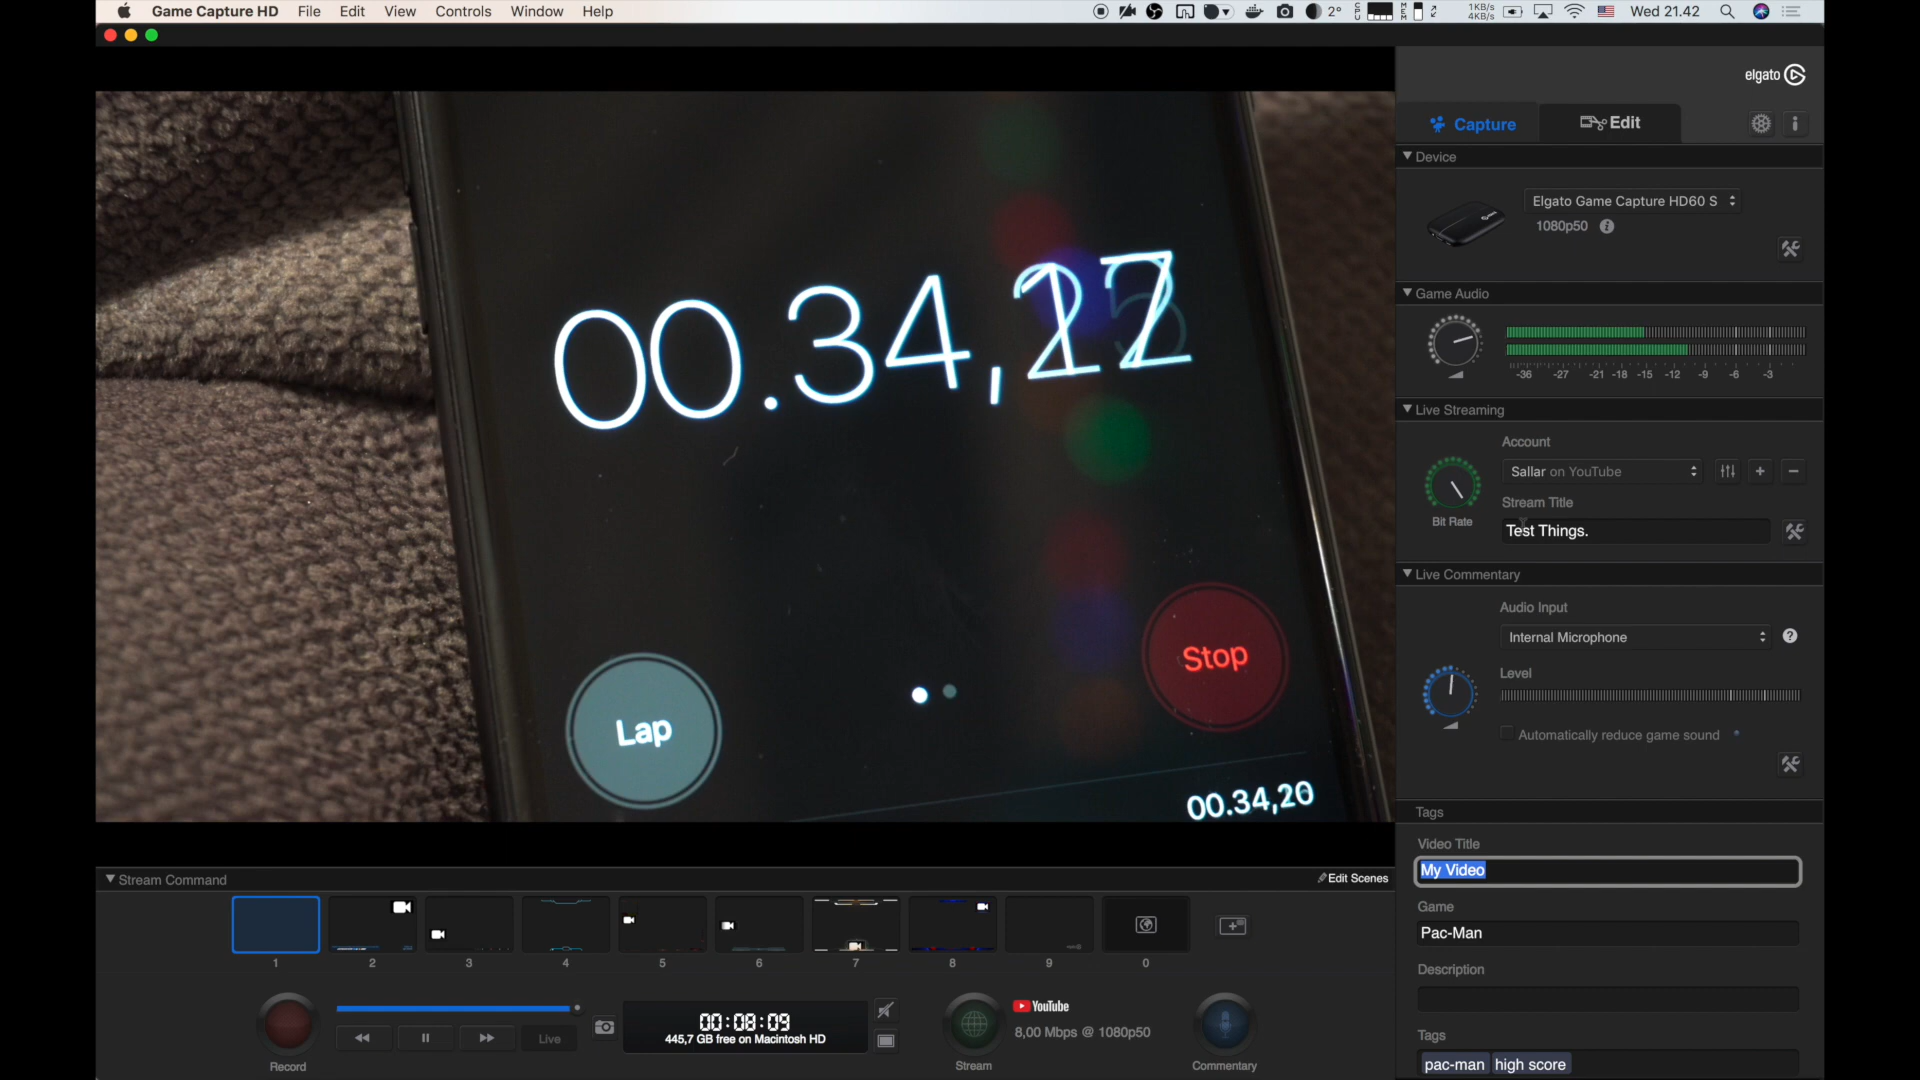 Game Capture HD File Edit View Controls Window Help
2° CPU MEM 1KB/s 4KB/s Wed 21.42
elgato
Capture Edit
Device
Elgato Game Capture HD60 S
1080p50
Game Audio
-36 -27 -21 -18 -15 -12 -9 -6 -3
Live Streaming
Account
Sallar on YouTube
Stream Title
Bit Rate
Test Things.
Live Commentary
Audio Input
Internal Microphone
Level
Automatically reduce game sound
Tags
Video Title
My Video
Game
Pac-Man
Description
Tags
pac-man high score
00.34,
Stop
Lap
00.34,20
Stream Command Edit Scenes
1 2 3 4 5 6 7 8 9 0
Record
Live
00:08:09
445,7 GB free on Macintosh HD
Stream
YouTube
8,00 Mbps @ 1080p50
Commentary